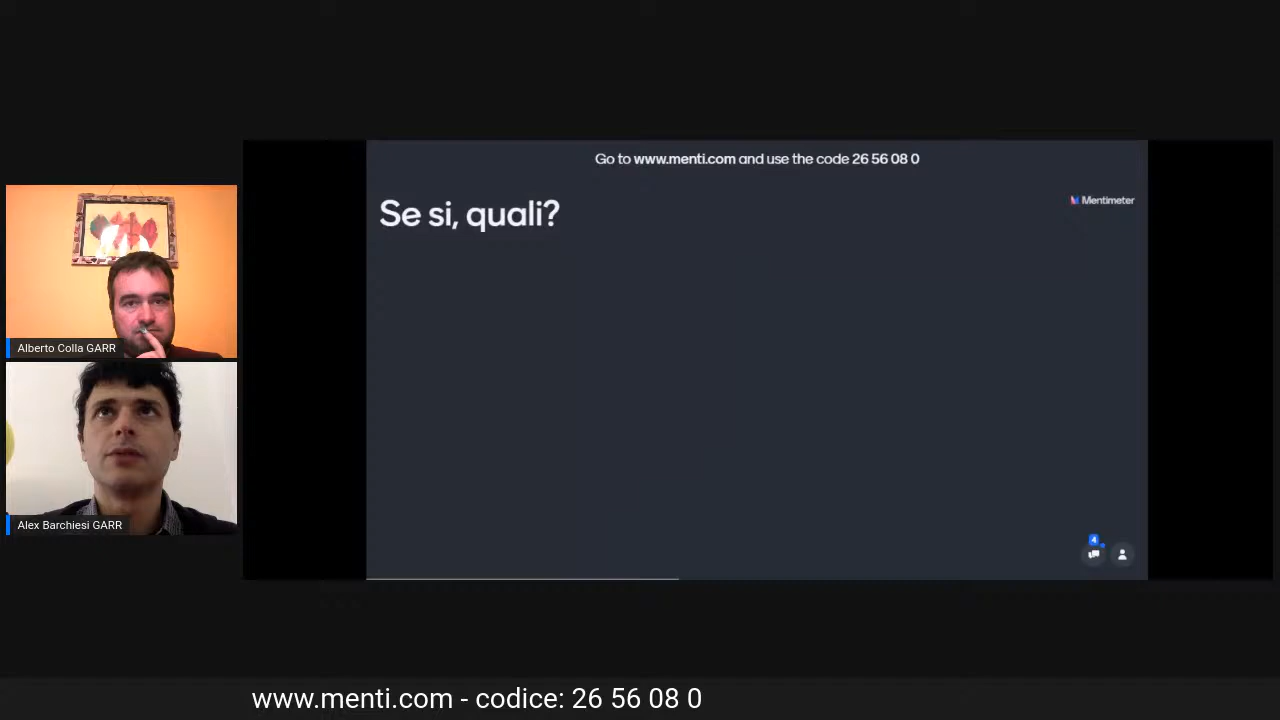 Go to www.menti.com and use the code 26 56 08 0
Se si, quali?
Mentimeter
Alberto Colla GARR
Alex Barchiesi GARR
4
www.menti.com - codice: 26 56 08 0